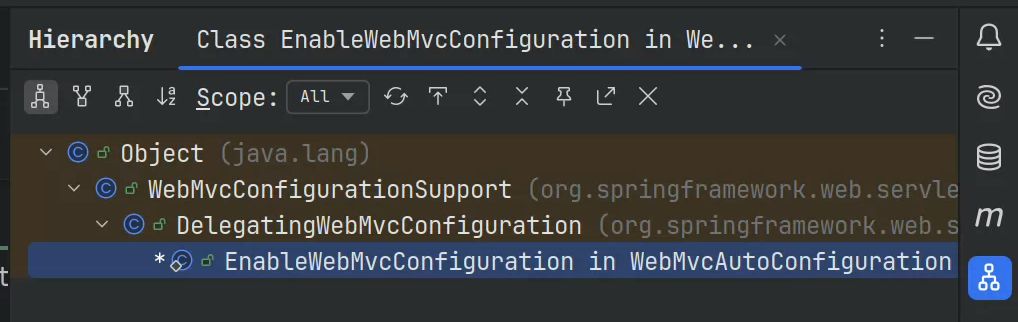 Hierarchy Class EnableWebMvcConfiguration in We...
Scope: All
Object (java.lang)
WebMvcConfigurationSupport (org.springframework.web.servle
DelegatingWebMvcConfiguration (org.springframework.web.s
* EnableWebMvcConfiguration in WebMvcAutoConfiguration